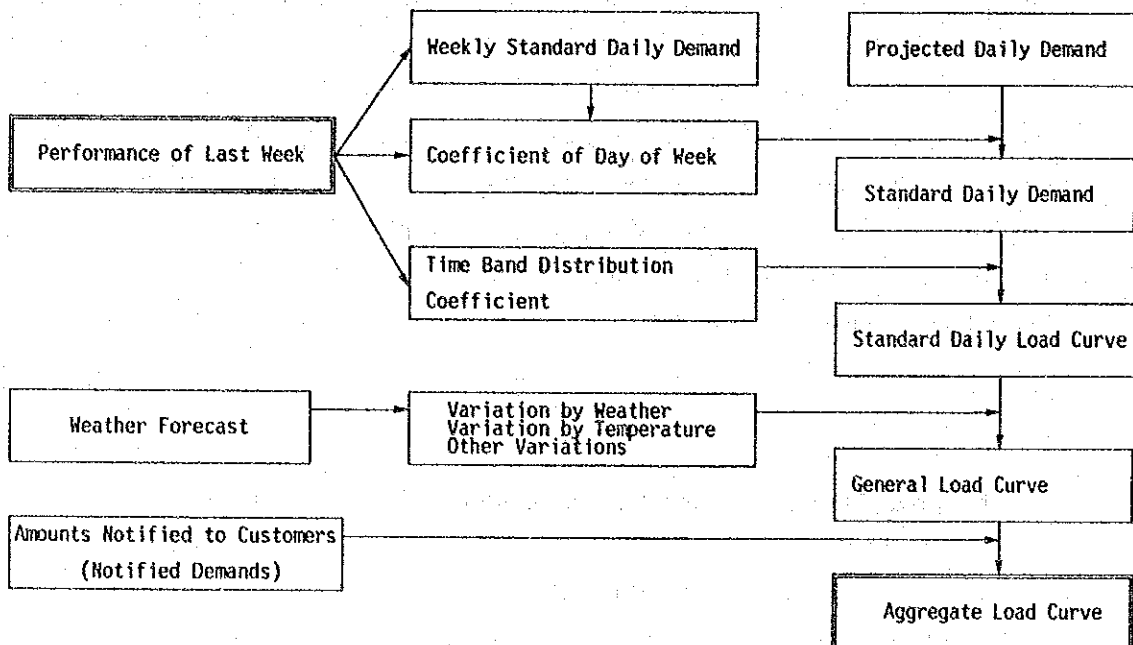 Weekly Standard Daily Demand
Projected Daily Demand
Performance of Last Week
Coefficient of Day of Week
Standard Daily Demand
Time Band Distribution
Coefficient
Standard Daily Load Curve
Weather Forecast
Variation by Weather
Variation by Temperature
Other Variations
General Load Curve
Amounts Notified to Customers
(Notified Demands)
Aggregate Load Curve